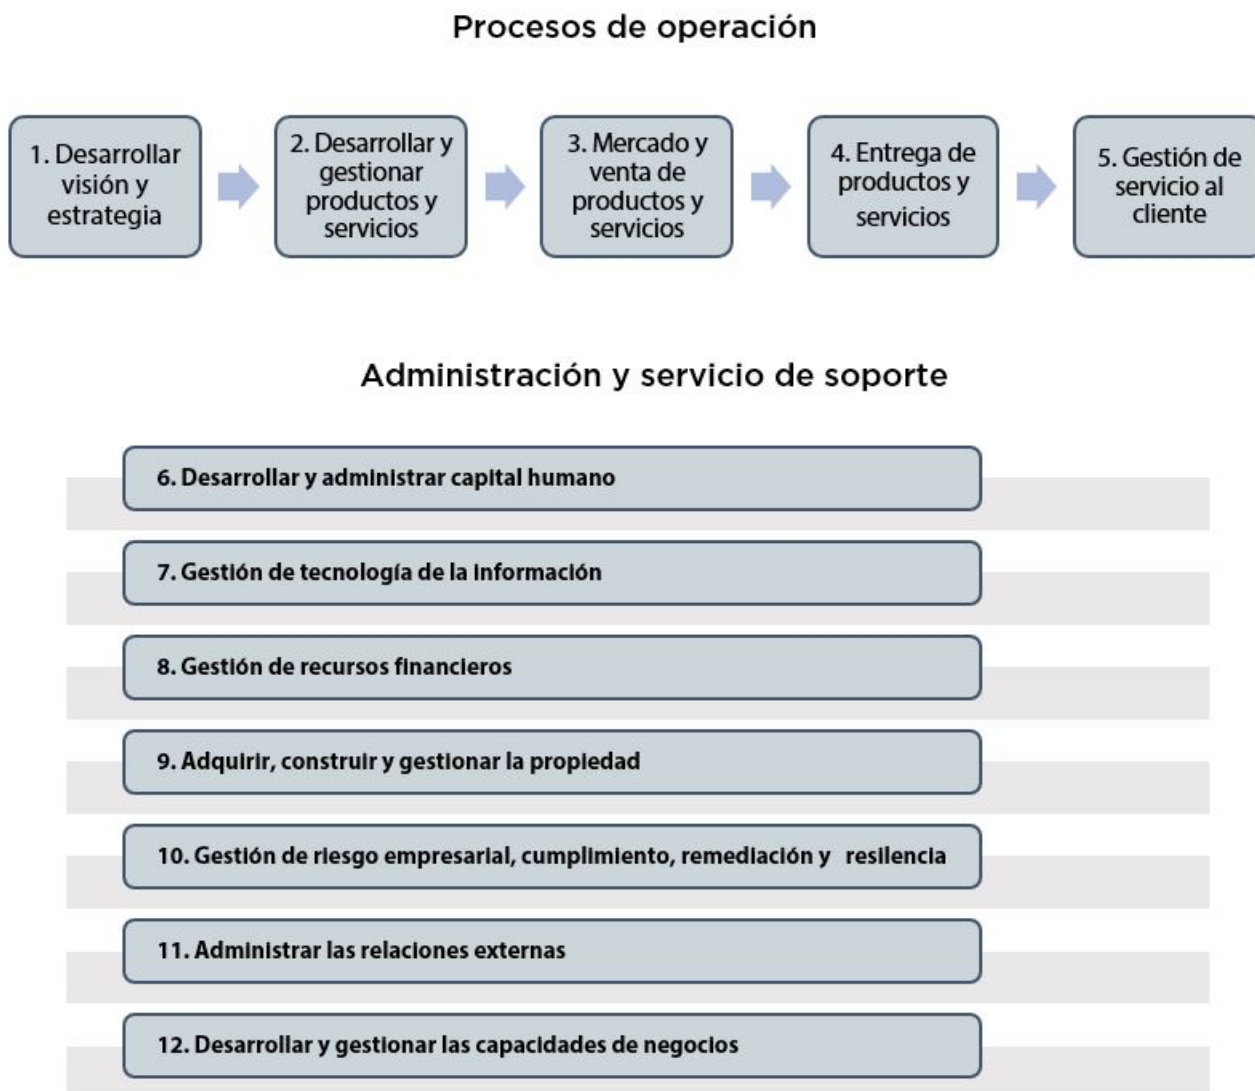 Procesos de operación
1. Desarrollar
visión y
estrategia
2. Desarrollar y
gestionar
productos y
servicios
3. Mercado y
venta de
productos y
servicios
4. Entrega de
productos y
servicios
5. Gestión de
servicio al
cliente
Administración y servicio de soporte
6. Desarrollar y administrar capital humano
7. Gestión de tecnología de la información
8. Gestión de recursos financieros
9. Adquirir, construir y gestionar la propiedad
10. Gestión de riesgo empresarial, cumplimiento, remediación y resilencia
11. Administrar las relaciones externas
12. Desarrollar y gestionar las capacidades de negocios